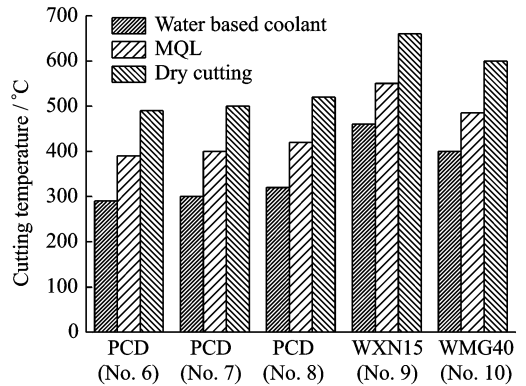 700
600
500
400
300
200
100
0
Cutting temperature / °C
Water based coolant
MQL
Dry cutting
PCD
(No. 6)
PCD
(No. 7)
PCD
(No. 8)
WXN15
(No. 9)
WMG40
(No. 10)